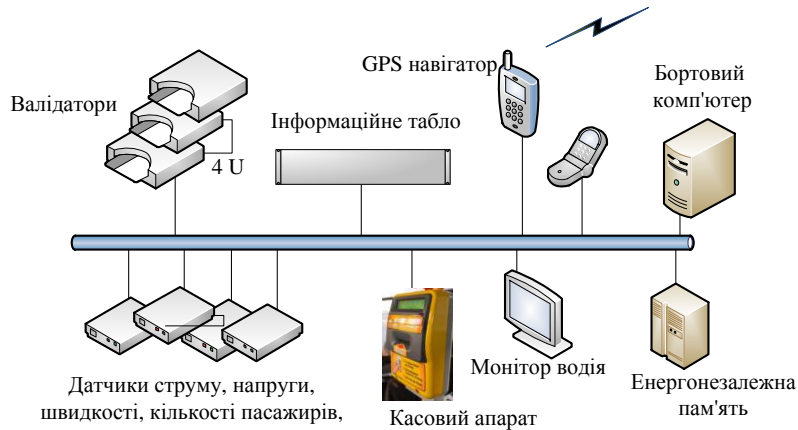 GPS навігатор
Бортовий
комп'ютер
Валідатори
Інформаційне табло
4 U
Датчики струму, напруги,
швидкості, кількості пасажирів,
Касовий апарат
Монітор водія
Енергонезалежна
пам'ять